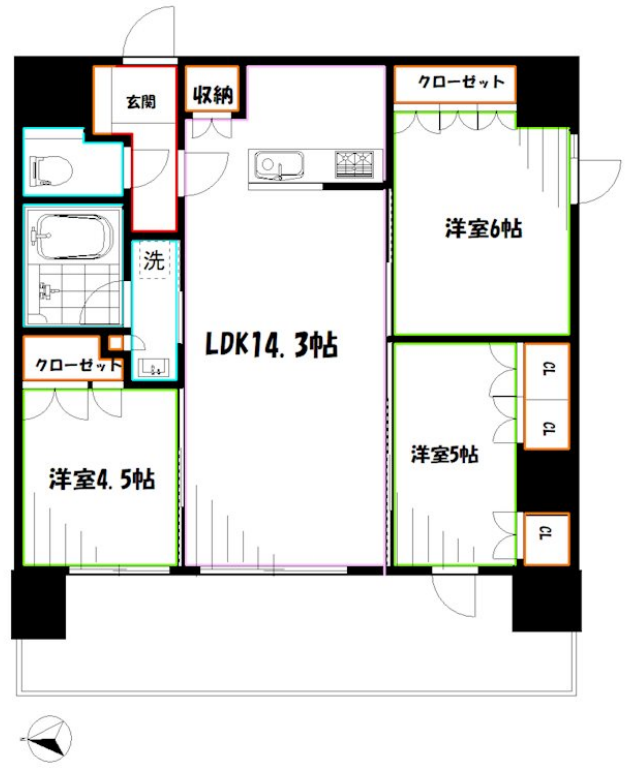 玄関
収納
クローゼット
洋室6帖
洗
LDK14.3帖
クローゼット
CL
CL
洋室5帖
洋室4.5帖
CL